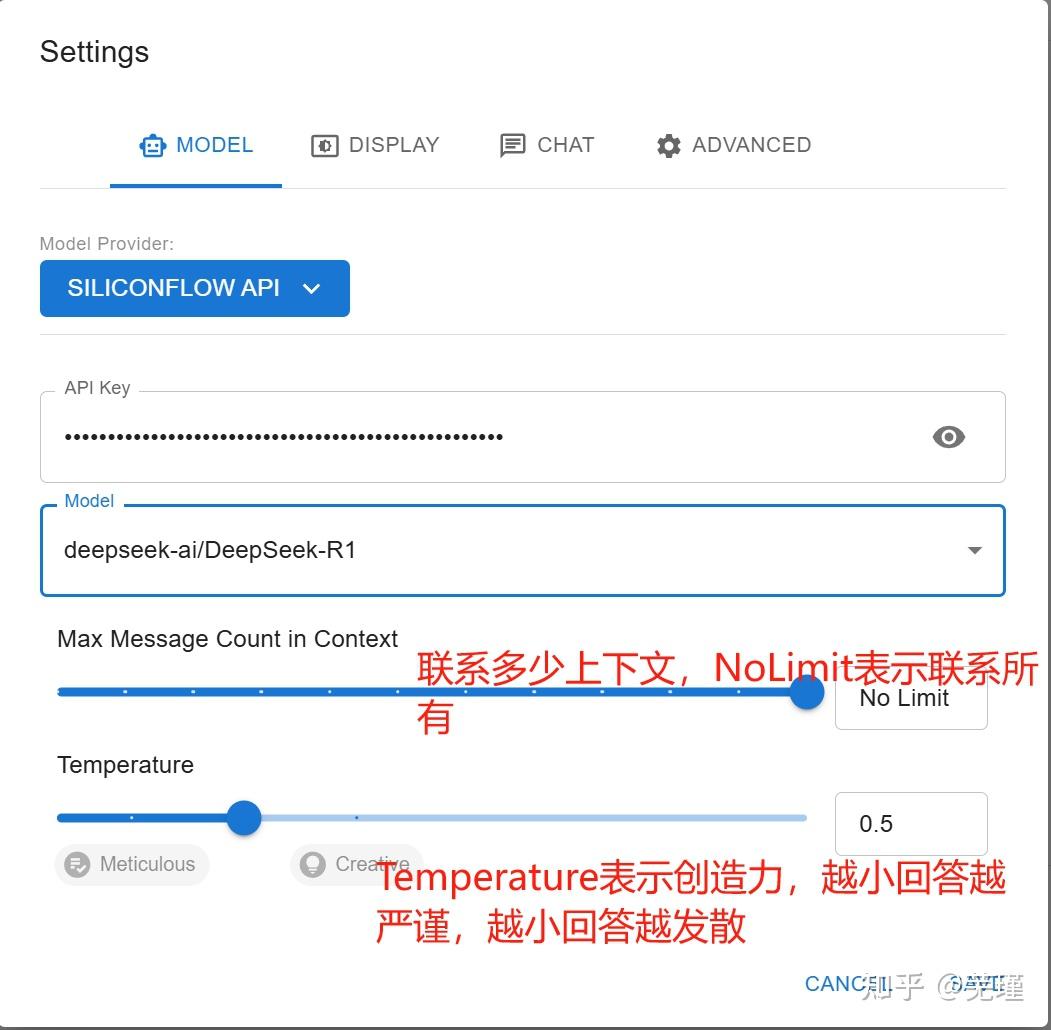 Settings
MODEL
DISPLAY
CHAT
ADVANCED
Model Provider:
SILICONFLOW API
API Key
••••••••••••••••••••••••••••••••••••••••••••••••••••
Model
deepseek-ai/DeepSeek-R1
Max Message Count in Context
联系多少上下文，NoLimit表示联系所
有
No Limit
Temperature
0.5
Meticulous
Creative
Temperature表示创造力，越小回答越
严谨，越小回答越发散
CANCEL
SAVE
知乎 @芜瑾